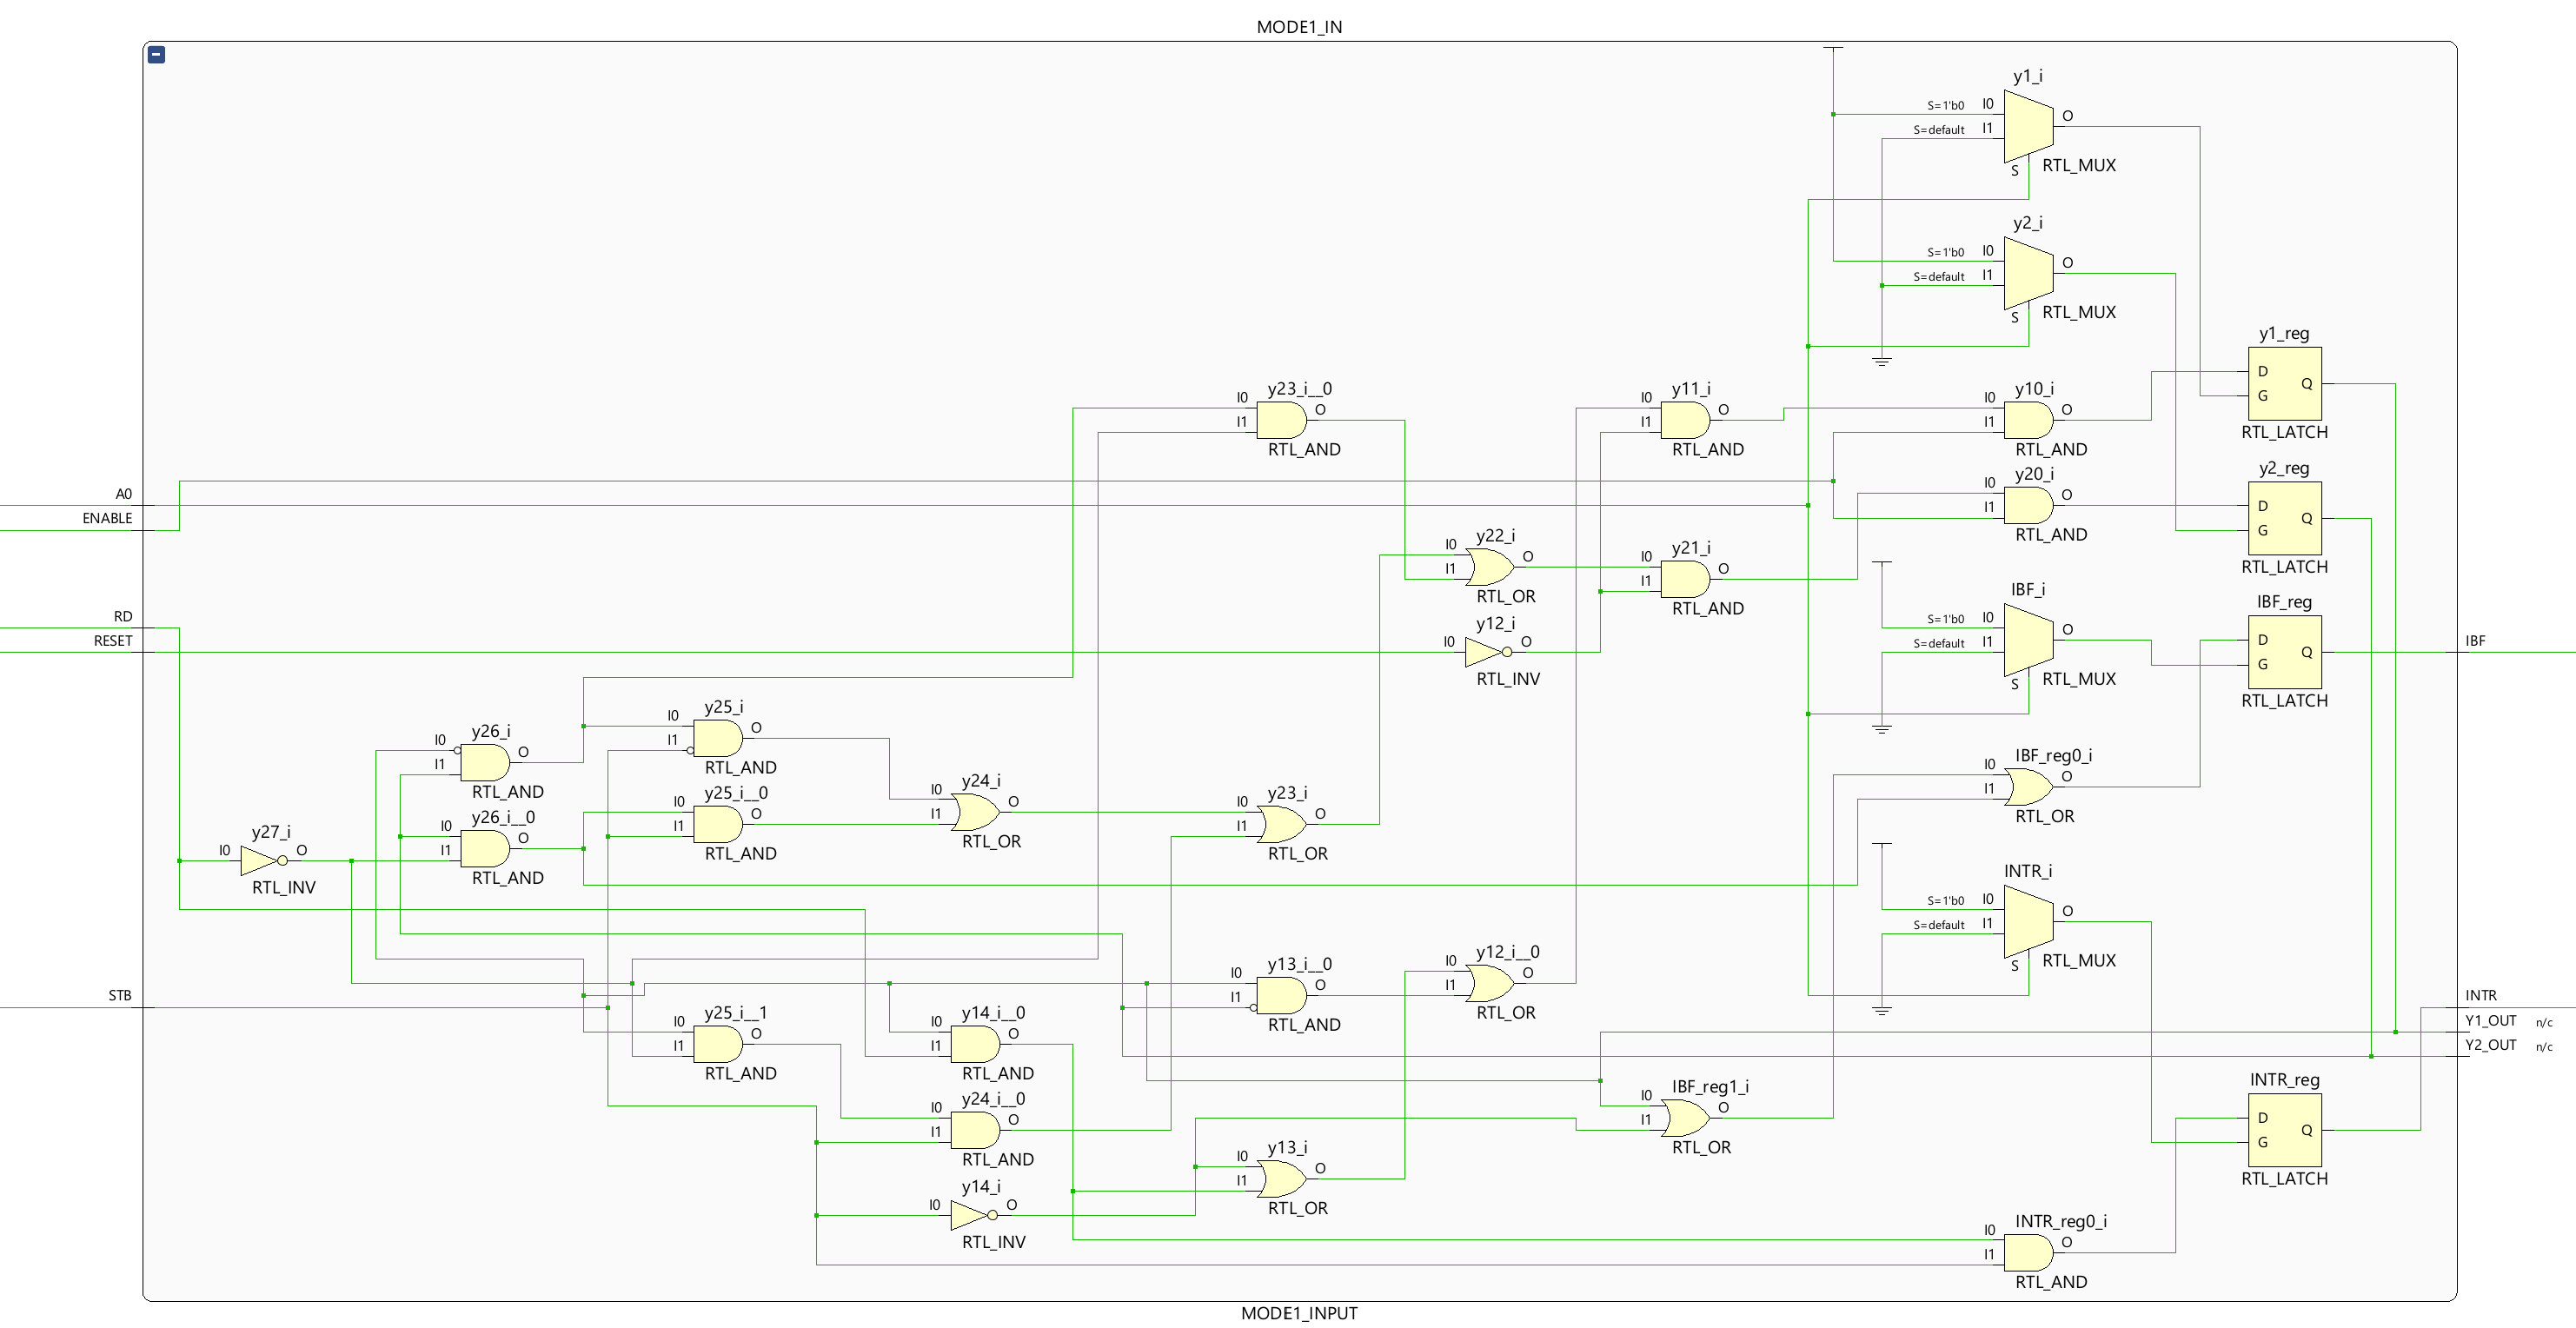 MODE1_IN
y1_i
S=1'b0 I0
S=default I1
O
S
RTL_MUX
y2_i
S=1'b0 I0
S=default I1
O
S
RTL_MUX
y1_reg
D
G
Q
RTL_LATCH
y23_i__0
I0
I1
O
RTL_AND
y11_i
I0
I1
O
RTL_AND
y10_i
I0
I1
O
RTL_AND
y2_reg
D
G
Q
RTL_LATCH
y20_i
I0
I1
O
RTL_AND
A0
ENABLE
y22_i
I0
I1
O
RTL_OR
y21_i
I0
I1
O
RTL_AND
RD
RESET
y12_i
I0
O
RTL_INV
IBF_i
S=1'b0 I0
S=default I1
O
S
RTL_MUX
IBF_reg
D
G
Q
RTL_LATCH
IBF
y26_i
I0
I1
O
RTL_AND
y25_i
I0
I1
O
RTL_AND
y24_i
I0
I1
O
RTL_OR
y23_i
I0
I1
O
RTL_OR
IBF_reg0_i
I0
I1
O
RTL_OR
y27_i
I0
O
RTL_INV
y26_i__0
I0
I1
O
RTL_AND
y25_i__0
I0
I1
O
RTL_AND
INTR_i
S=1'b0 I0
S=default I1
O
S
RTL_MUX
STB
y13_i__0
I0
I1
O
RTL_AND
y12_i__0
I0
I1
O
RTL_OR
INTR
Y1_OUT n/c
Y2_OUT n/c
y25_i__1
I0
I1
O
RTL_AND
y14_i__0
I0
I1
O
RTL_AND
y24_i__0
I0
I1
O
RTL_AND
IBF_reg1_i
I0
I1
O
RTL_OR
INTR_reg
D
G
Q
RTL_LATCH
y13_i
I0
I1
O
RTL_OR
y14_i
I0
O
RTL_INV
INTR_reg0_i
I0
I1
O
RTL_AND
MODE1_INPUT